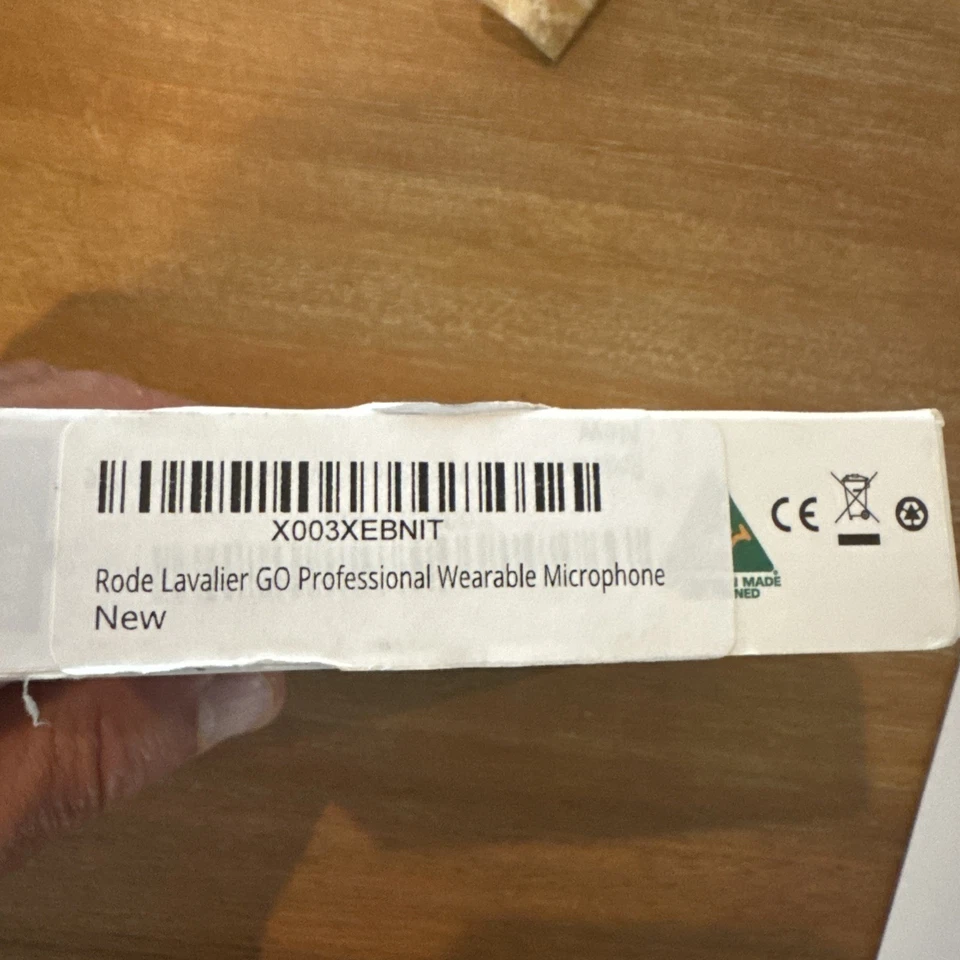 X003XEBNIT
Rode Lavalier GO Professional Wearable Microphone
New
CE
MADE
NED